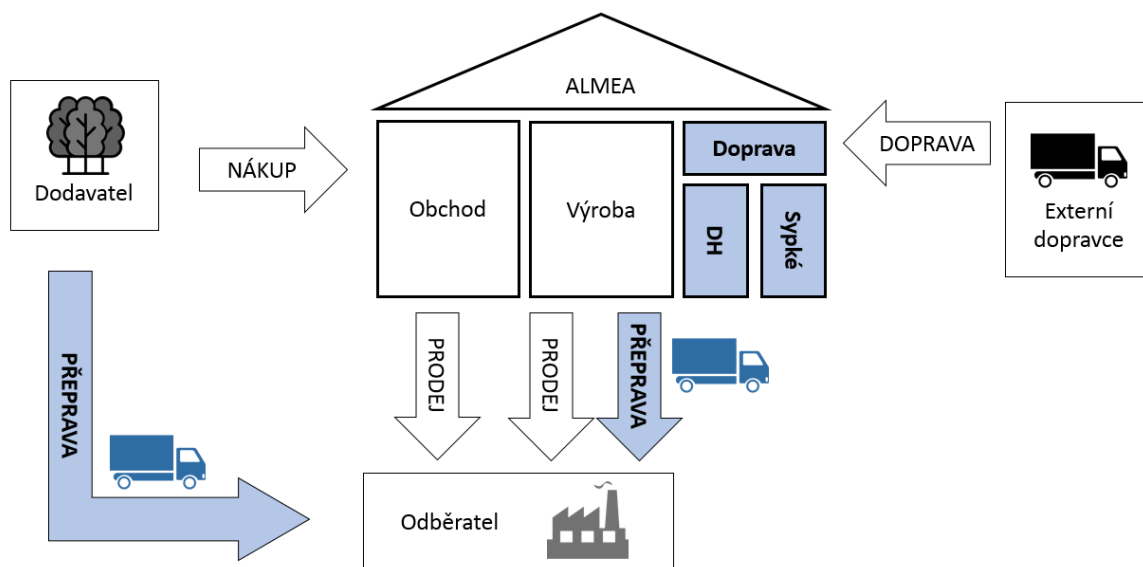 ALMEA
Dodavatel
NÁKUP
Obchod
Výroba
Doprava
DH
Sypké
DOPRAVA
Externí
dopravce
PŘEPRAVA
PRODEJ
PRODEJ
PŘEPRAVA
Odběratel